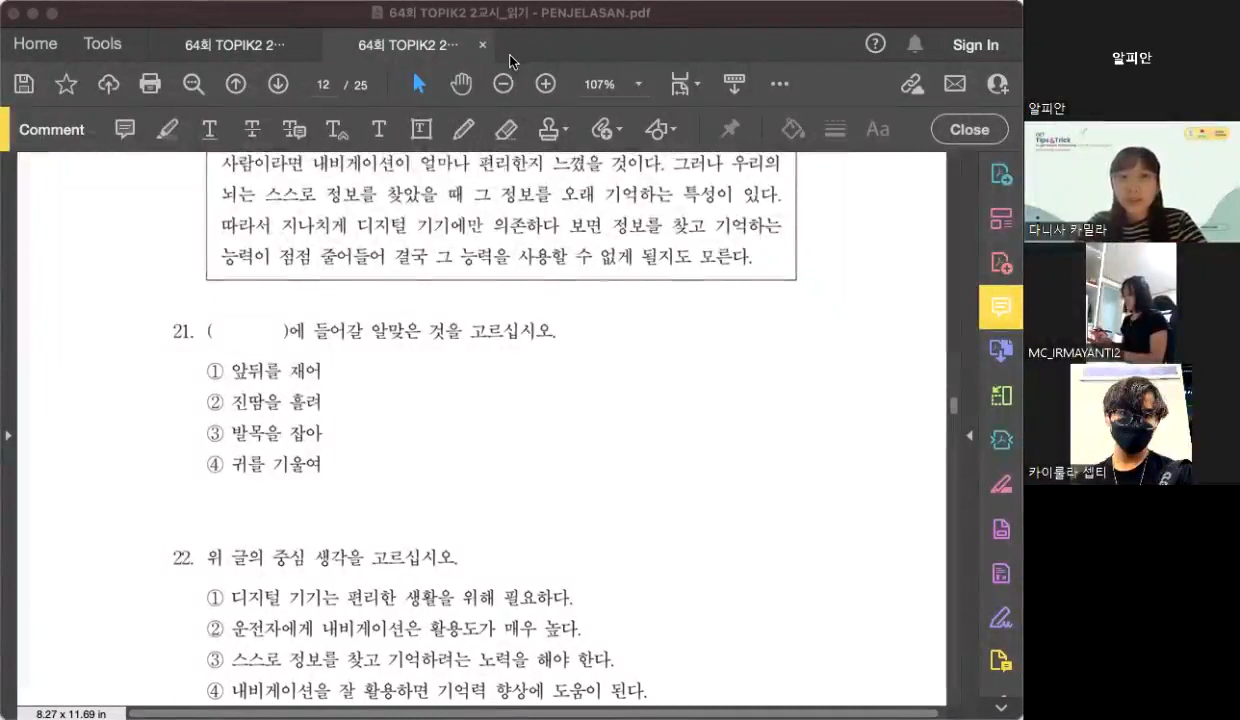 64회 TOPIK2 2교시_읽기 - PENJELASAN.pdf
Home
Tools
64회 TOPIK2 2···
64회 TOPIK2 2···
Sign In
12 / 25
107%
Comment
Close
사람이라면 내비게이션이 얼마나 편리한지 느꼈을 것이다. 그러나 우리의
뇌는 스스로 정보를 찾았을 때 그 정보를 오래 기억하는 특성이 있다.
따라서 지나치게 디지털 기기에만 의존하다 보면 정보를 찾고 기억하는
능력이 점점 줄어들어 결국 그 능력을 사용할 수 없게 될지도 모른다.
21. ( )에 들어갈 알맞은 것을 고르십시오.
① 앞뒤를 재어
② 진땀을 흘려
③ 발목을 잡아
④ 귀를 기울여
22. 위 글의 중심 생각을 고르십시오.
① 디지털 기기는 편리한 생활을 위해 필요하다.
② 운전자에게 내비게이션은 활용도가 매우 높다.
③ 스스로 정보를 찾고 기억하려는 노력을 해야 한다.
④ 내비게이션을 잘 활용하면 기억력 향상에 도움이 된다.
8.27 x 11.69 in
알피안
알피안
Tips & Trick
다니사 카밀라
MC_IRMAYANTI2
카이룰라 셉티